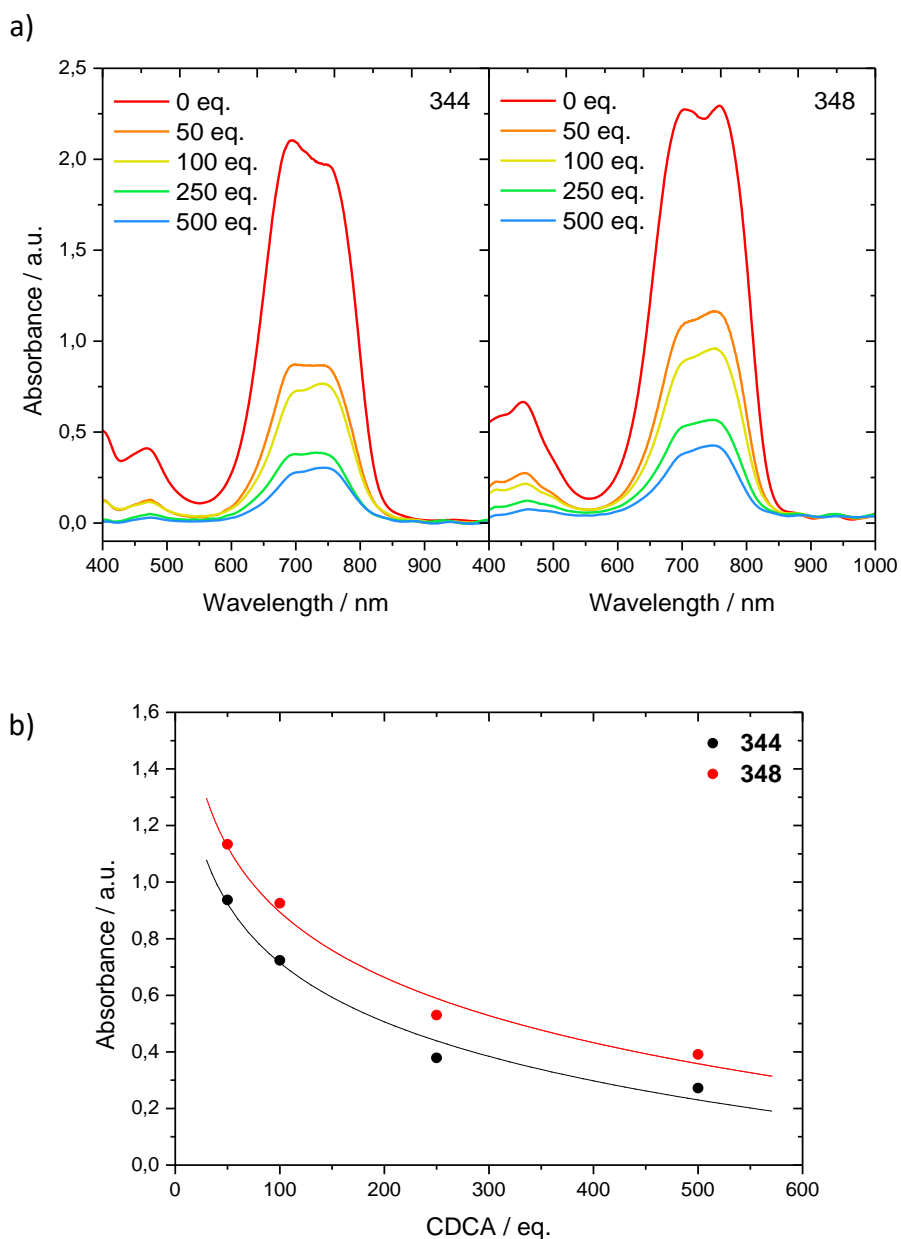 a)
2,5
2,0
1,5
1,0
0,5
0,0
Absorbance / a.u.
0 eq.
50 eq.
100 eq.
250 eq.
500 eq.
344
400 500 600 700 800 900
Wavelength / nm
0 eq.
50 eq.
100 eq.
250 eq.
500 eq.
348
400 500 600 700 800 900 1000
Wavelength / nm
b)
1,6
1,4
1,2
1,0
0,8
0,6
0,4
0,2
0,0
Absorbance / a.u.
344
348
0 100 200 300 400 500 600
CDCA / eq.